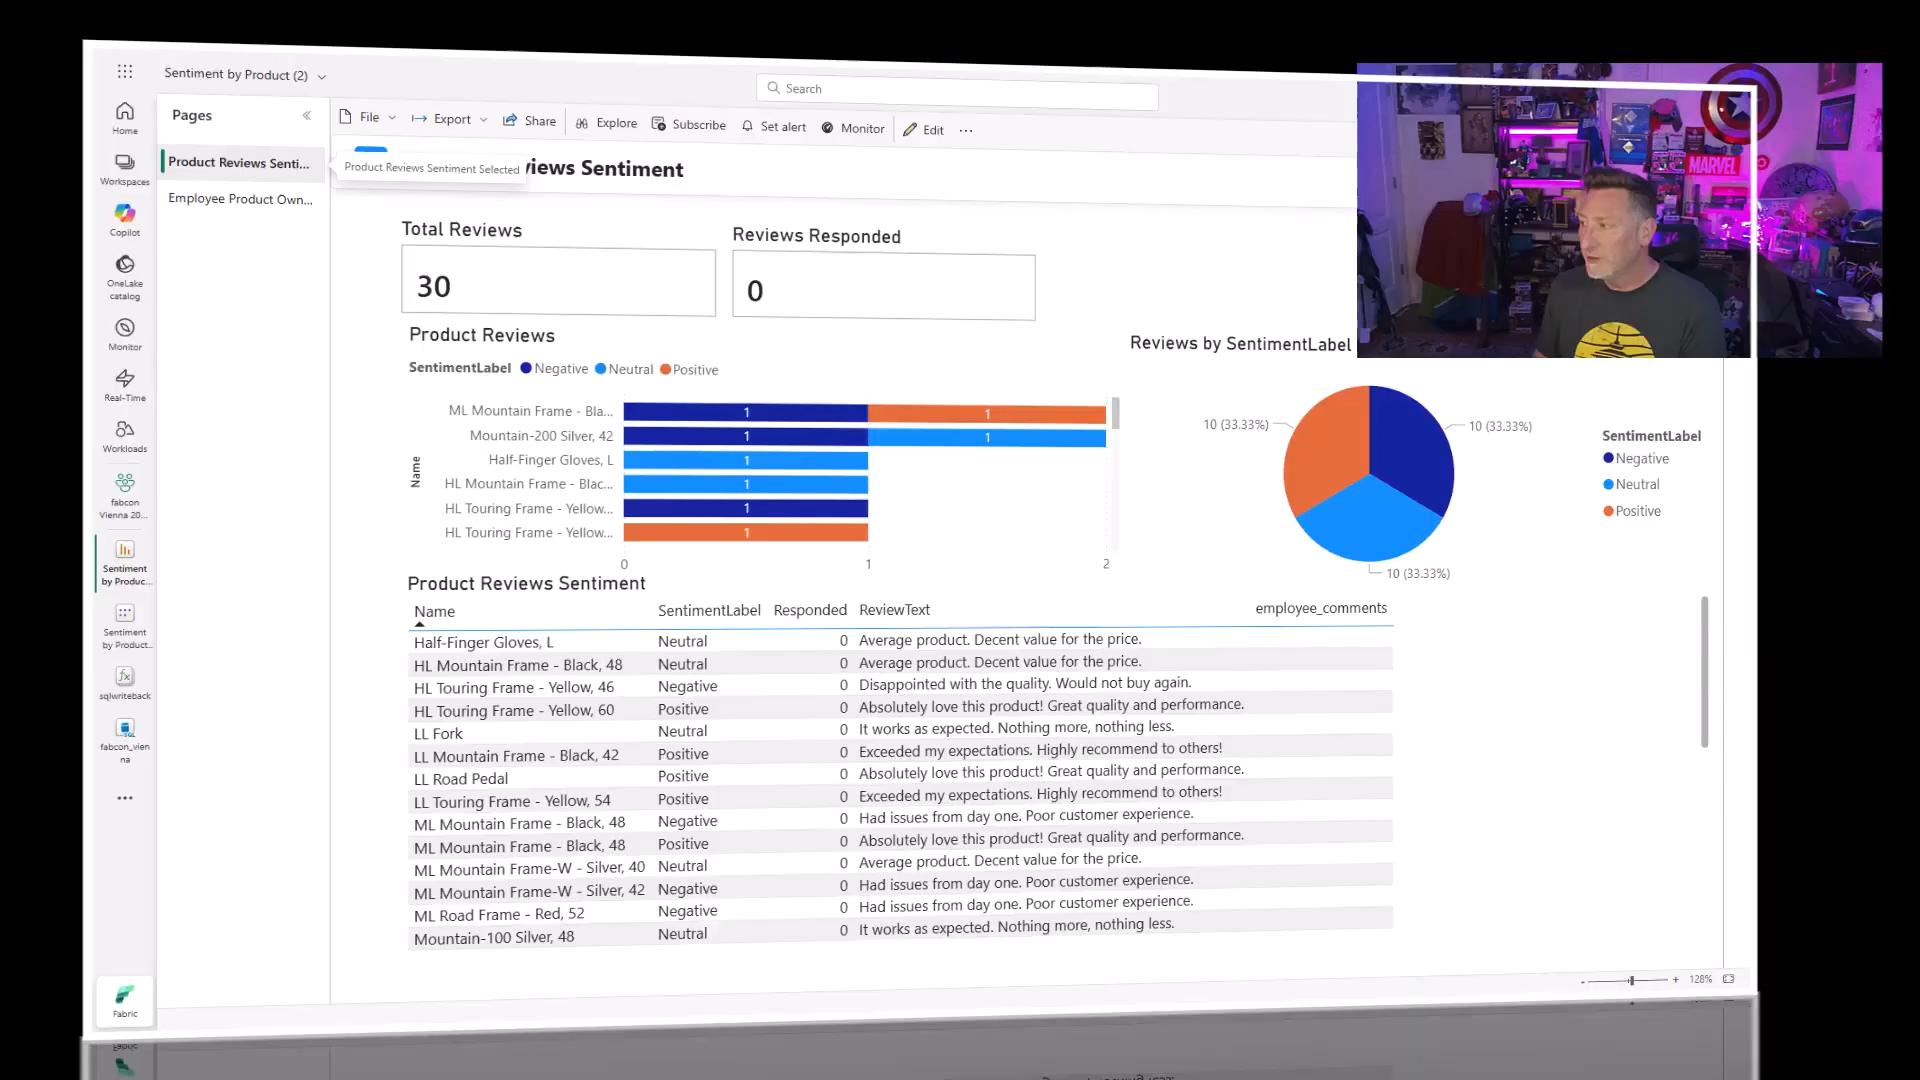 Sentiment by Product (2)
Search
Home
Workspaces
Copilot
OneLake
catalog
Monitor
Real-Time
Workloads
fabcon
Vienna 20...
Sentiment
by Produc...
Sentiment
by Product...
sqlwriteback
fabcon_vien
na
Fabric
Pages
Product Reviews Senti...
Employee Product Own...
File
Export
Share
Explore
Subscribe
Set alert
Monitor
Edit
Product Reviews Sentiment Selected
views Sentiment
Total Reviews
30
Reviews Responded
0
Product Reviews
SentimentLabel Negative Neutral Positive
Name
ML Mountain Frame - Bla... 1 1
Mountain-200 Silver, 42 1 1
Half-Finger Gloves, L 1
HL Mountain Frame - Blac... 1
HL Touring Frame - Yellow... 1
HL Touring Frame - Yellow... 1
0 1 2
Reviews by SentimentLabel
10 (33.33%)
10 (33.33%)
10 (33.33%)
SentimentLabel
Negative
Neutral
Positive
MARVEL
Product Reviews Sentiment
Name SentimentLabel Responded ReviewText employee_comments
Half-Finger Gloves, L Neutral 0 Average product. Decent value for the price.
HL Mountain Frame - Black, 48 Neutral 0 Average product. Decent value for the price.
HL Touring Frame - Yellow, 46 Negative 0 Disappointed with the quality. Would not buy again.
HL Touring Frame - Yellow, 60 Positive 0 Absolutely love this product! Great quality and performance.
LL Fork Neutral 0 It works as expected. Nothing more, nothing less.
LL Mountain Frame - Black, 42 Positive 0 Exceeded my expectations. Highly recommend to others!
LL Road Pedal Positive 0 Absolutely love this product! Great quality and performance.
LL Touring Frame - Yellow, 54 Positive 0 Exceeded my expectations. Highly recommend to others!
ML Mountain Frame - Black, 48 Negative 0 Had issues from day one. Poor customer experience.
ML Mountain Frame - Black, 48 Positive 0 Absolutely love this product! Great quality and performance.
ML Mountain Frame-W - Silver, 40 Neutral 0 Average product. Decent value for the price.
ML Mountain Frame-W - Silver, 42 Negative 0 Had issues from day one. Poor customer experience.
ML Road Frame - Red, 52 Negative 0 Had issues from day one. Poor customer experience.
Mountain-100 Silver, 48 Neutral 0 It works as expected. Nothing more, nothing less.
- + 128%